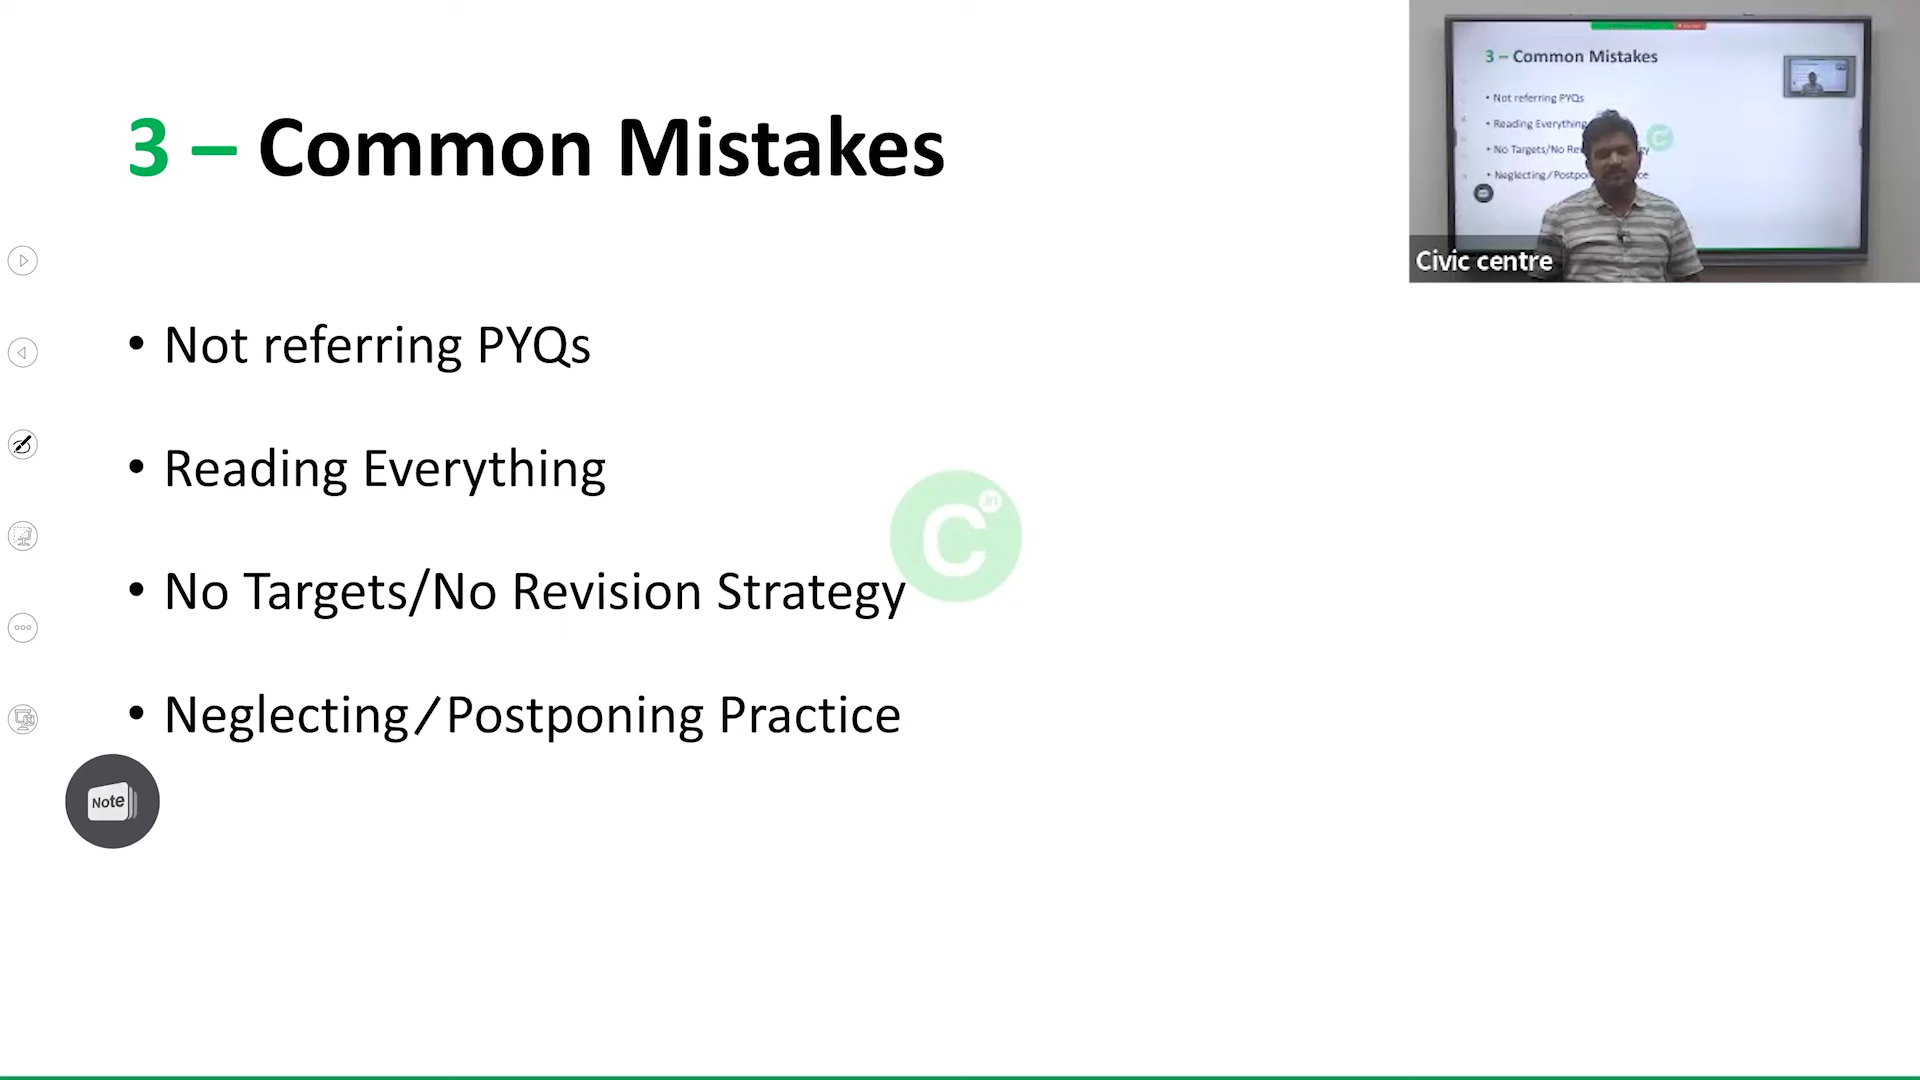 3 – Common Mistakes
• Not referring PYQs
• Reading Everything
• No Targets/No Revision Strategy
• Neglecting/Postponing Practice
Note
C.in
3 – Common Mistakes
• Not referring PYQs
• Reading Everything
• No Targets/No Re
• Neglecting/Postpo
Civic centre